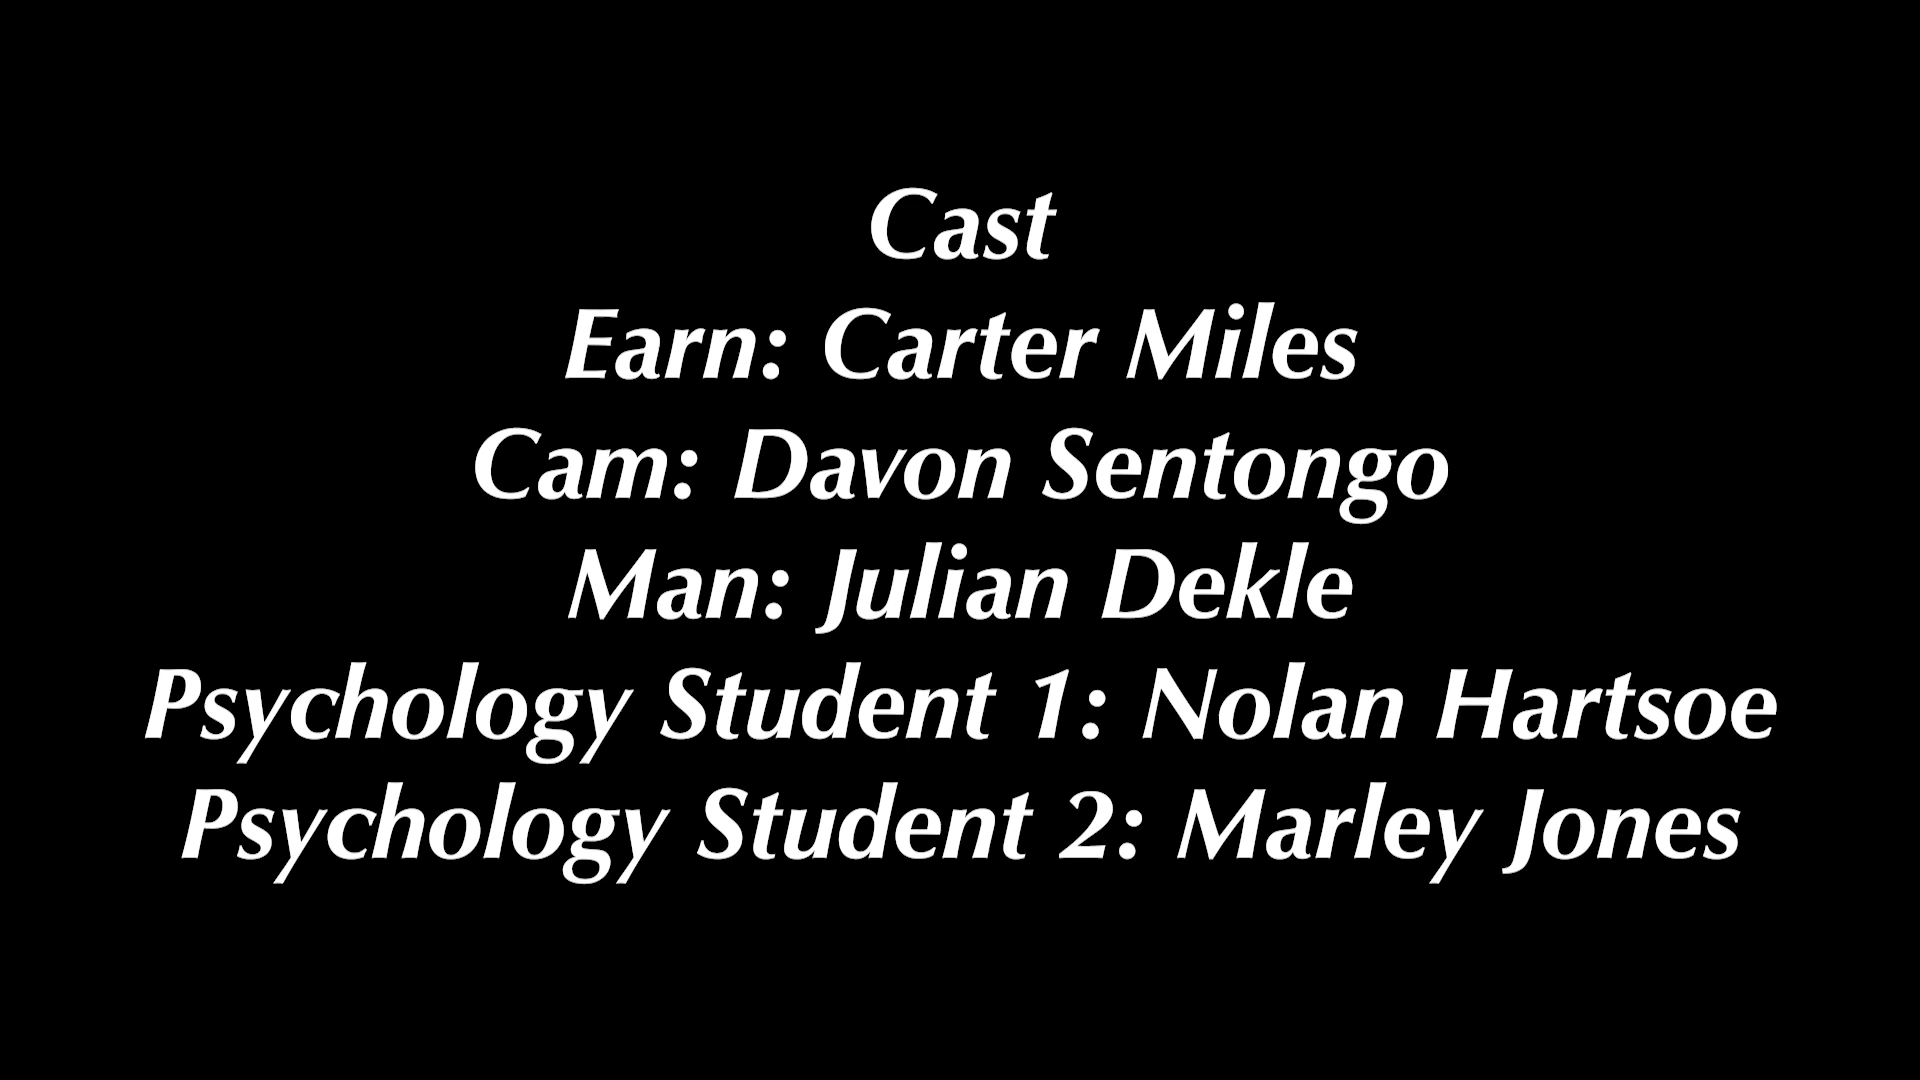 Cast
Earn: Carter Miles
Cam: Davon Sentongo
Man: Julian Dekle
Psychology Student 1: Nolan Hartsoe
Psychology Student 2: Marley Jones